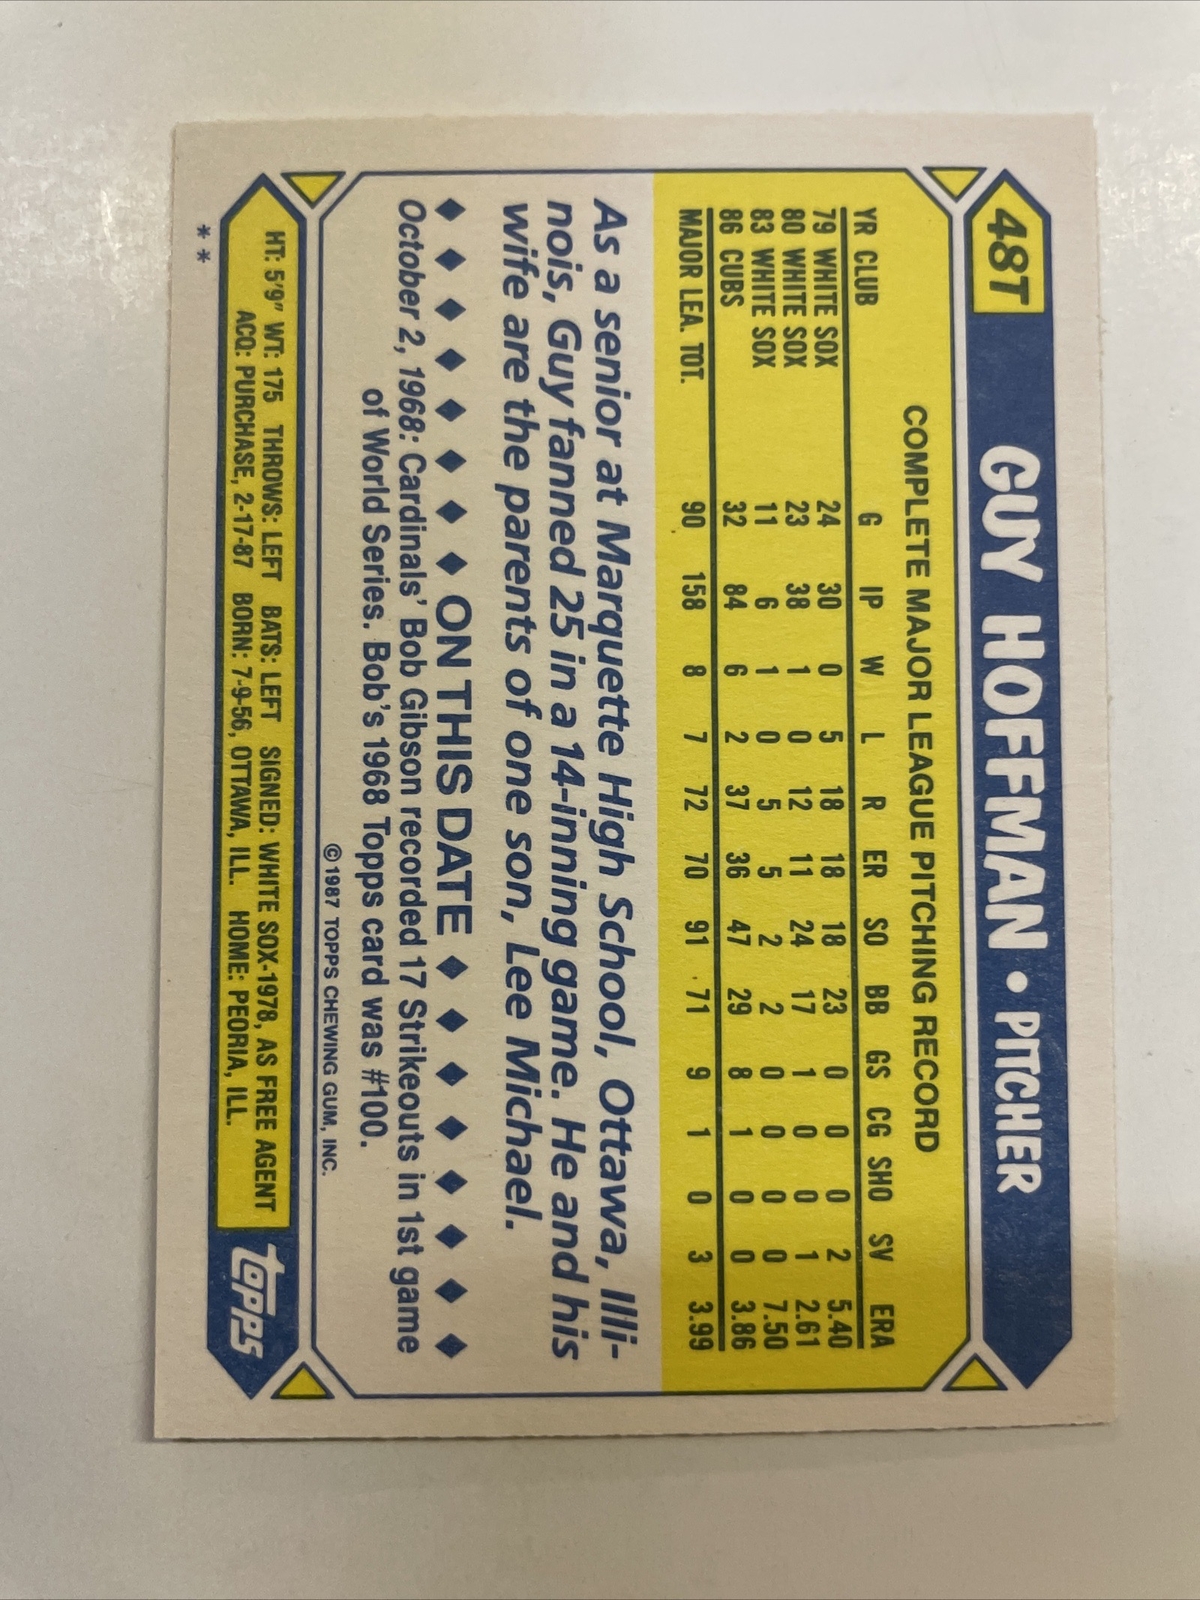 48T GUY HOFFMAN • PITCHER
COMPLETE MAJOR LEAGUE PITCHING RECORD
YR CLUB G IP W L R ER SO BB GS CG SHO SV ERA
79 WHITE SOX 24 30 0 5 18 18 18 23 0 0 0 2 5.40
80 WHITE SOX 23 38 1 0 12 11 24 17 1 0 0 1 2.61
83 WHITE SOX 11 6 1 0 5 5 2 2 0 0 0 0 7.50
86 CUBS 32 84 6 2 37 36 47 29 8 1 0 0 3.86
MAJOR LEA. TOT. 90 158 8 7 72 70 91 71 9 1 0 3 3.99
As a senior at Marquette High School, Ottawa, Illi-
nois, Guy fanned 25 in a 14-inning game. He and his
wife are the parents of one son, Lee Michael.
ON THIS DATE
October 2, 1968: Cardinals' Bob Gibson recorded 17 Strikeouts in 1st game
of World Series. Bob's 1968 Topps card was #100.
© 1987 TOPPS CHEWING GUM, INC.
HT: 5'9" WT: 175 THROWS: LEFT BATS: LEFT SIGNED: WHITE SOX-1978, AS FREE AGENT
ACQ: PURCHASE, 2-17-87 BORN: 7-9-56, OTTAWA, ILL. HOME: PEORIA, ILL.
topps
**